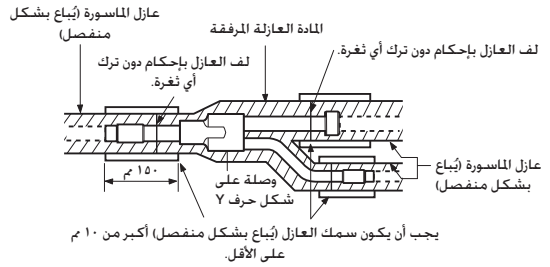 عازل الماسورة (يُباع بشكل
منفصل)
المادة العازلة المرفقة
لف العازل بإحكام دون ترك أي ثغرة.
لف العازل بإحكام دون ترك
أي ثغرة.
١٥٠ مم
وصلة على
شكل حرف Y
عازل الماسورة (يُباع
بشكل منفصل)
يجب أن يكون سمك العازل (يُباع بشكل منفصل) أكبر من ١٠ مم
على الأقل.